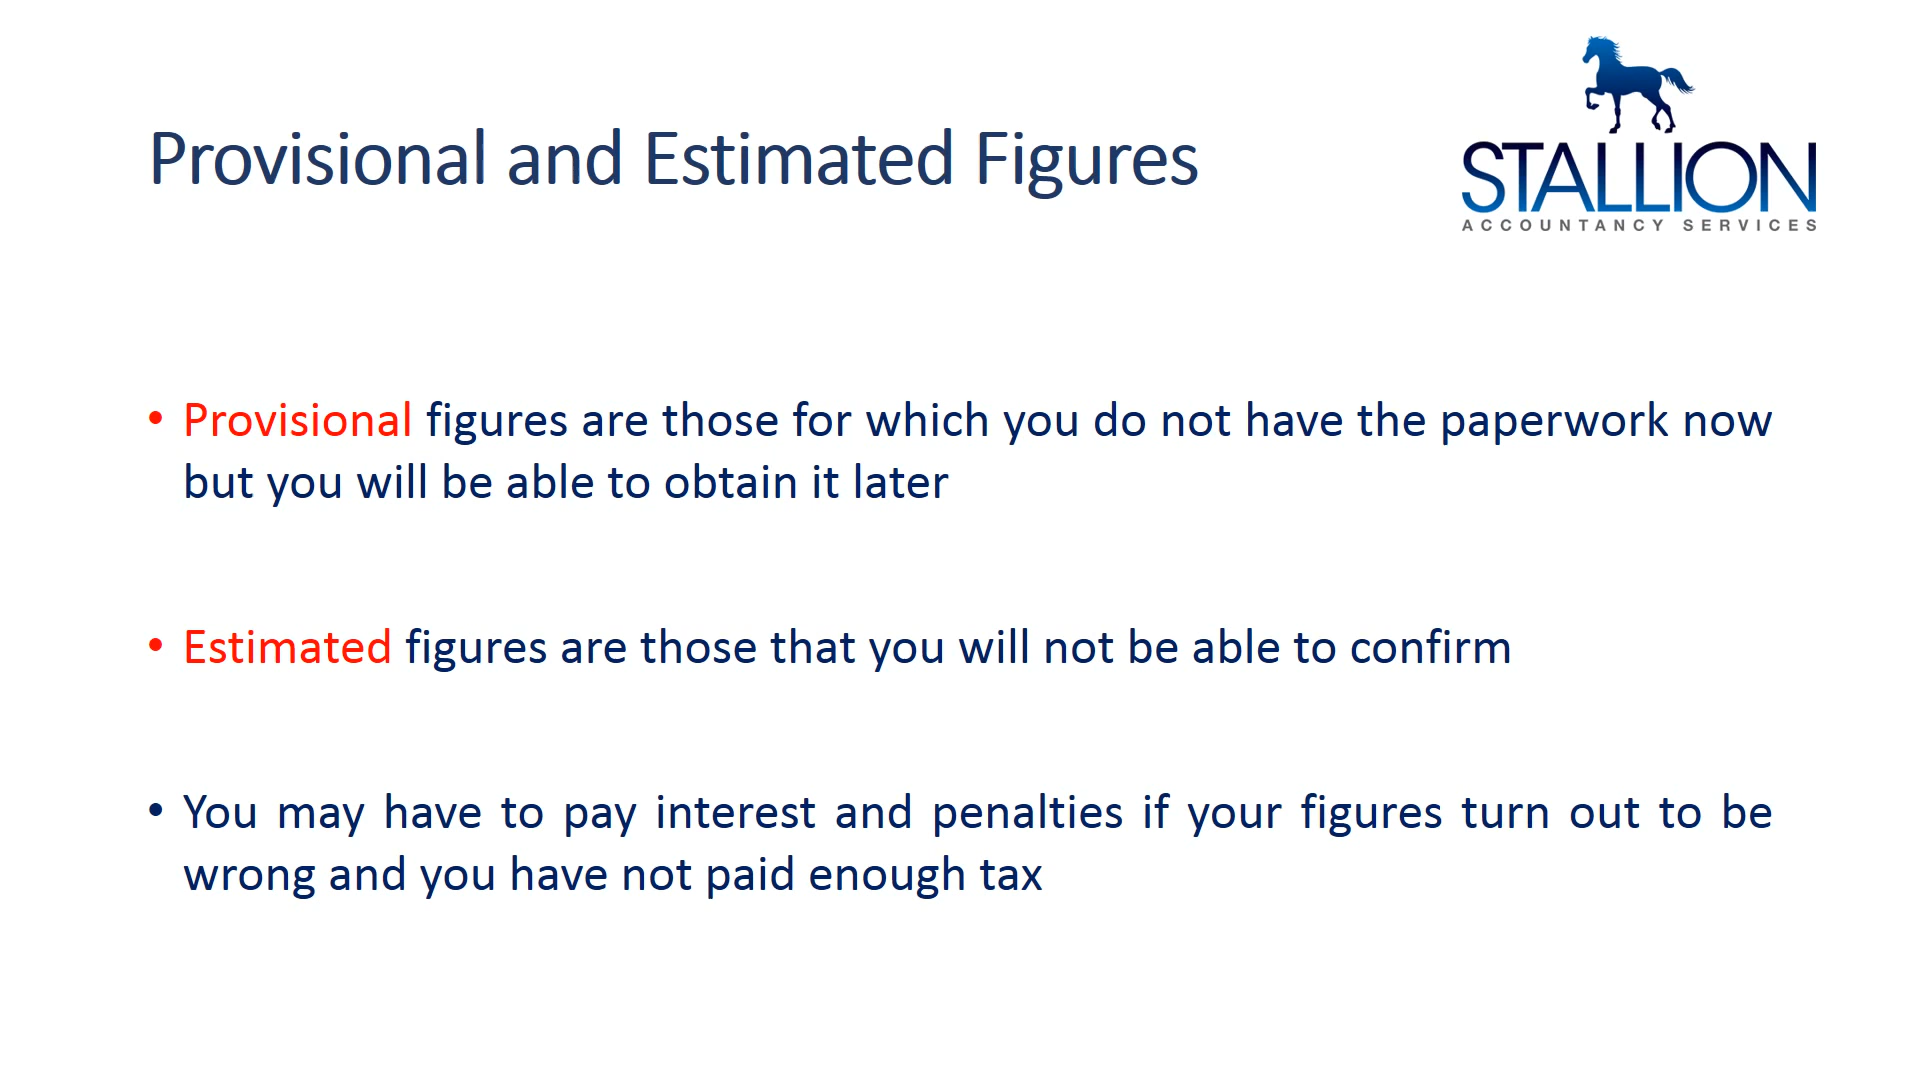 Provisional and Estimated Figures
STALLION
ACCOUNTANCY SERVICES
• Provisional figures are those for which you do not have the paperwork now
but you will be able to obtain it later
• Estimated figures are those that you will not be able to confirm
• You may have to pay interest and penalties if your figures turn out to be
wrong and you have not paid enough tax